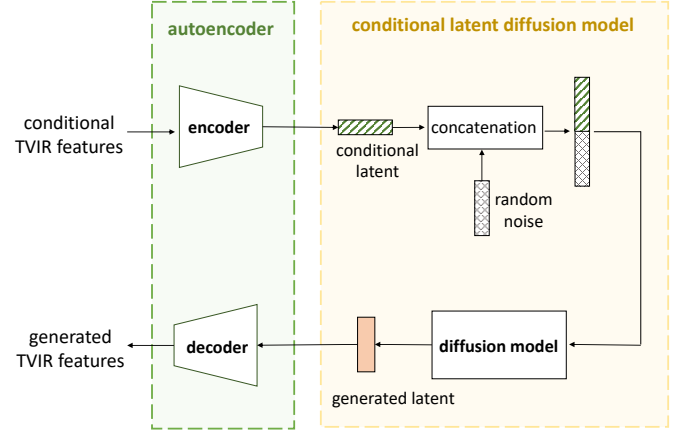 autoencoder
conditional latent diffusion model
conditional
TVIR features
encoder
conditional
latent
concatenation
random
noise
generated
TVIR features
decoder
generated latent
diffusion model